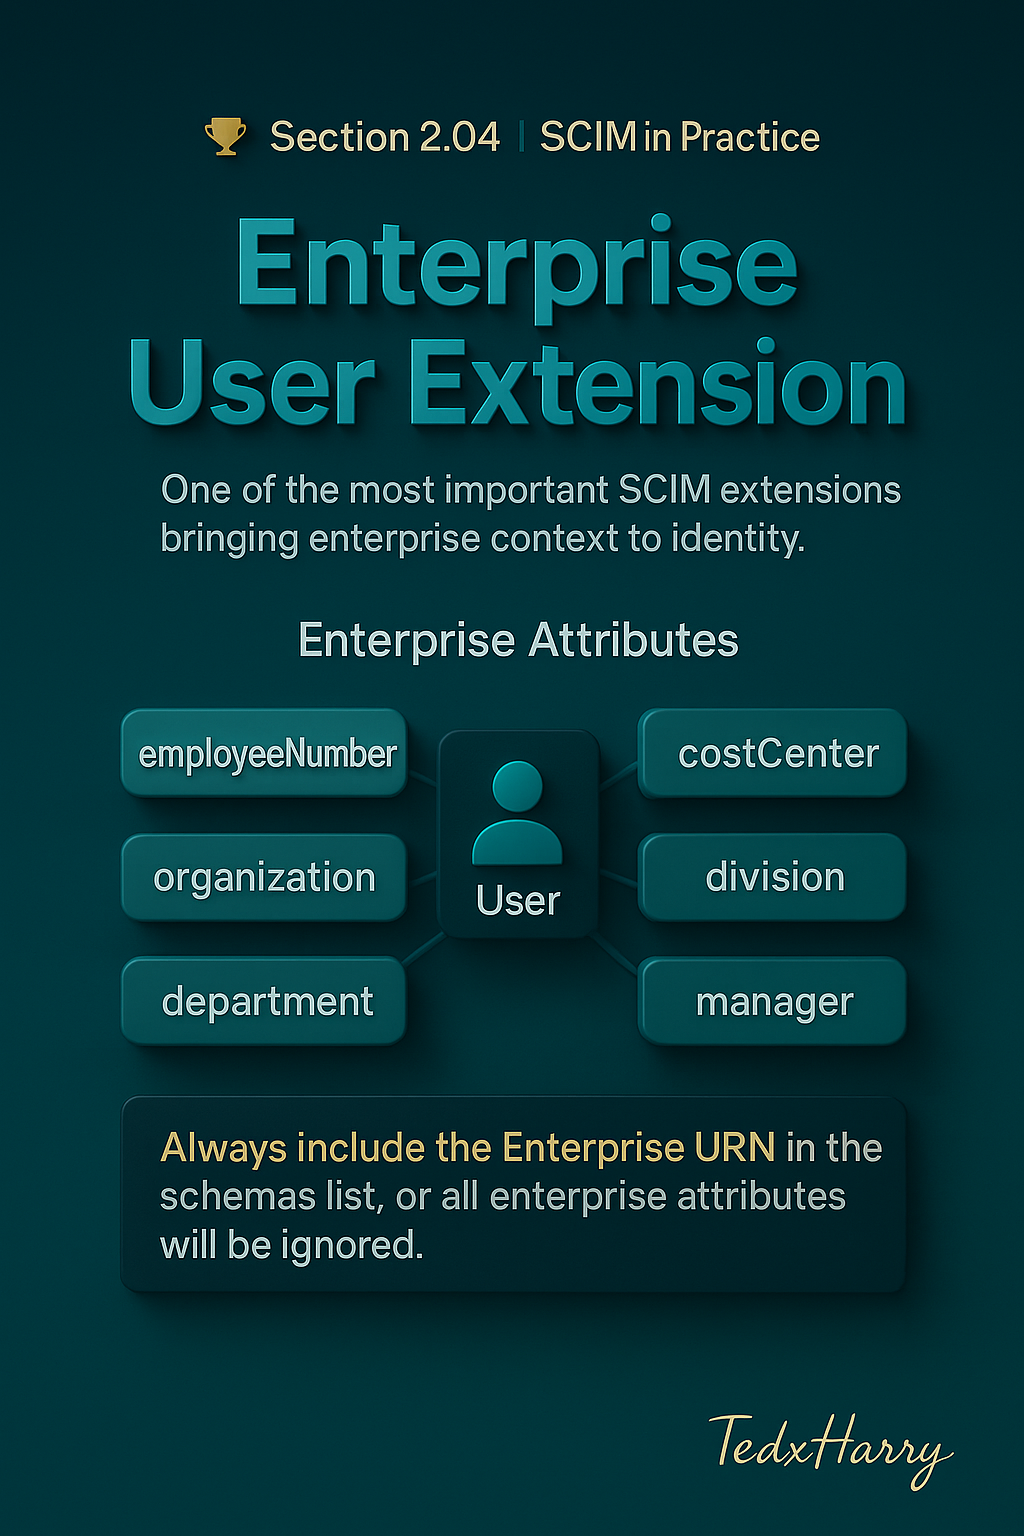 Section 2.04 | SCIM in Practice
Enterprise
User Extension
One of the most important SCIM extensions
bringing enterprise context to identity.
Enterprise Attributes
employeeNumber
organization
department
User
costCenter
division
manager
Always include the Enterprise URN in the
schemas list, or all enterprise attributes
will be ignored.
TedxHarry